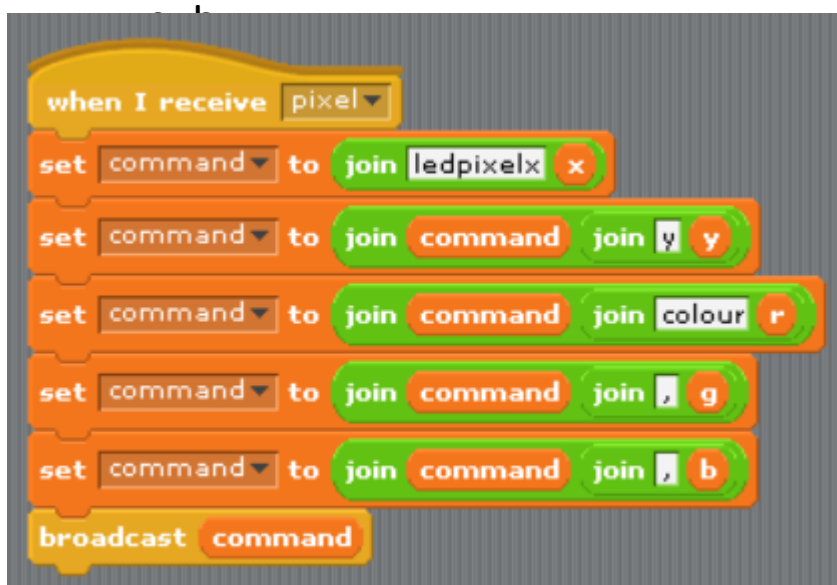 when I receive pixel
set command to join ledpixelx x
set command to join command join y y
set command to join command join colour r
set command to join command join , g
set command to join command join , b
broadcast command